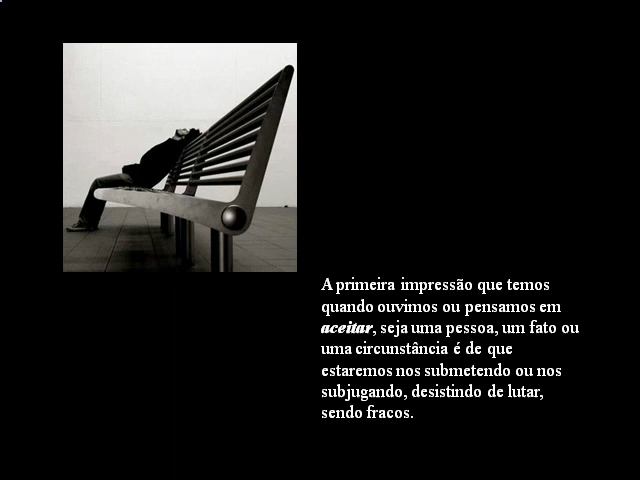 A primeira impressão que temos
quando ouvimos ou pensamos em
aceitar, seja uma pessoa, um fato ou
uma circunstância é de que
estaremos nos submetendo ou nos
subjugando, desistindo de lutar,
sendo fracos.